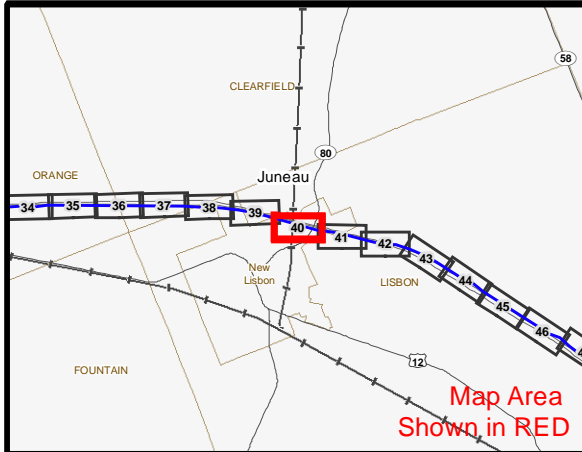 58
CLEARFIELD
80
ORANGE
Juneau
34
35
36
37
38
39
40
41
42
43
44
45
46
New
Lisbon
LISBON
12
FOUNTAIN
Map Area
Shown in RED